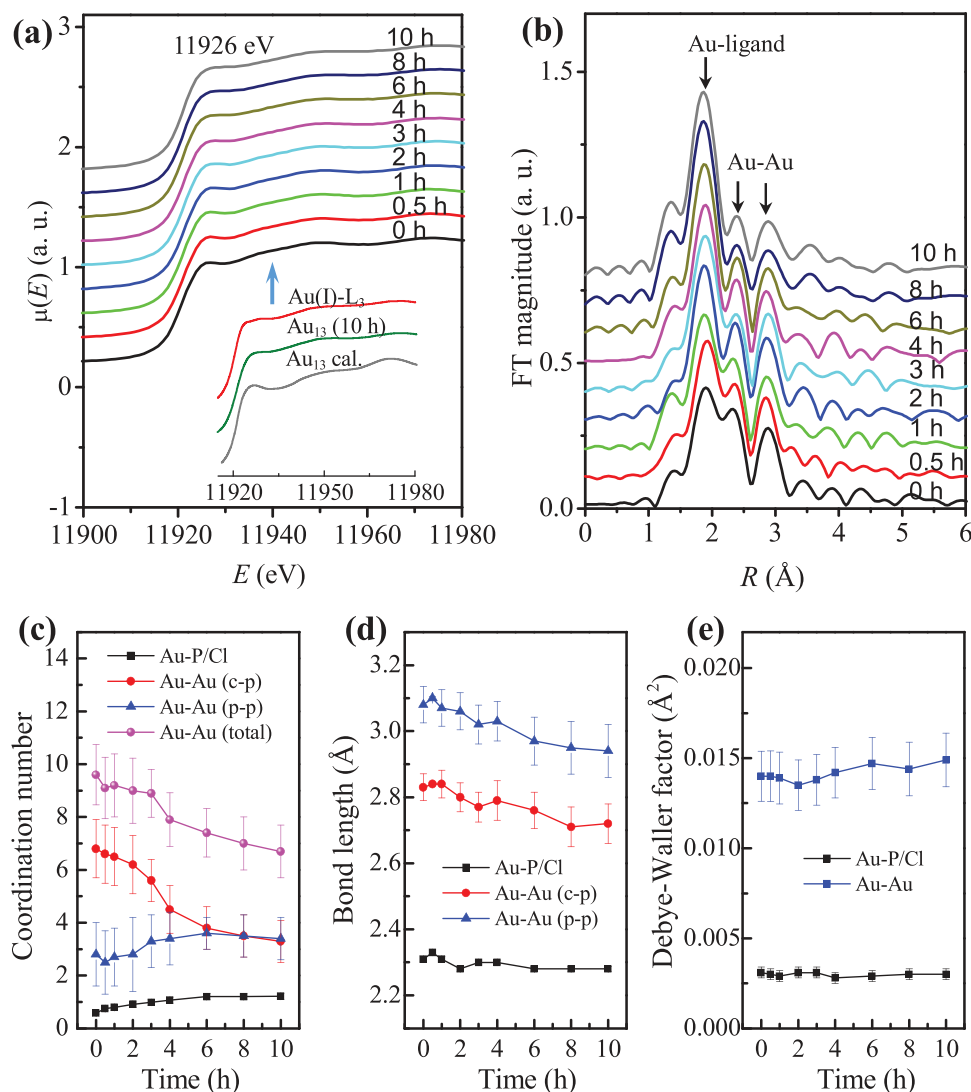 (a)
11926 eV
10 h
8 h
6 h
4 h
3 h
2 h
1 h
0.5 h
0 h
Au(I)-L3
Au13 (10 h)
Au13 cal.
11920 11950 11980
3
2
1
0
-1
μ(E) (a. u.)
11900 11920 11940 11960 11980
E (eV)
(b)
Au-ligand
Au-Au
10 h
8 h
6 h
4 h
3 h
2 h
1 h
0.5 h
0 h
1.5
1.0
0.5
0.0
FT magnitude (a. u.)
0 1 2 3 4 5 6
R (Å)
(c)
Au-P/Cl
Au-Au (c-p)
Au-Au (p-p)
Au-Au (total)
14
12
10
8
6
4
2
0
Coordination number
0 2 4 6 8 10
Time (h)
(d)
3.2
3.0
2.8
2.6
2.4
2.2
Bond length (Å)
Au-P/Cl
Au-Au (c-p)
Au-Au (p-p)
0 2 4 6 8 10
Time (h)
(e)
0.020
0.015
0.010
0.005
0.000
Debye-Waller factor (Å²)
Au-P/Cl
Au-Au
0 2 4 6 8 10
Time (h)